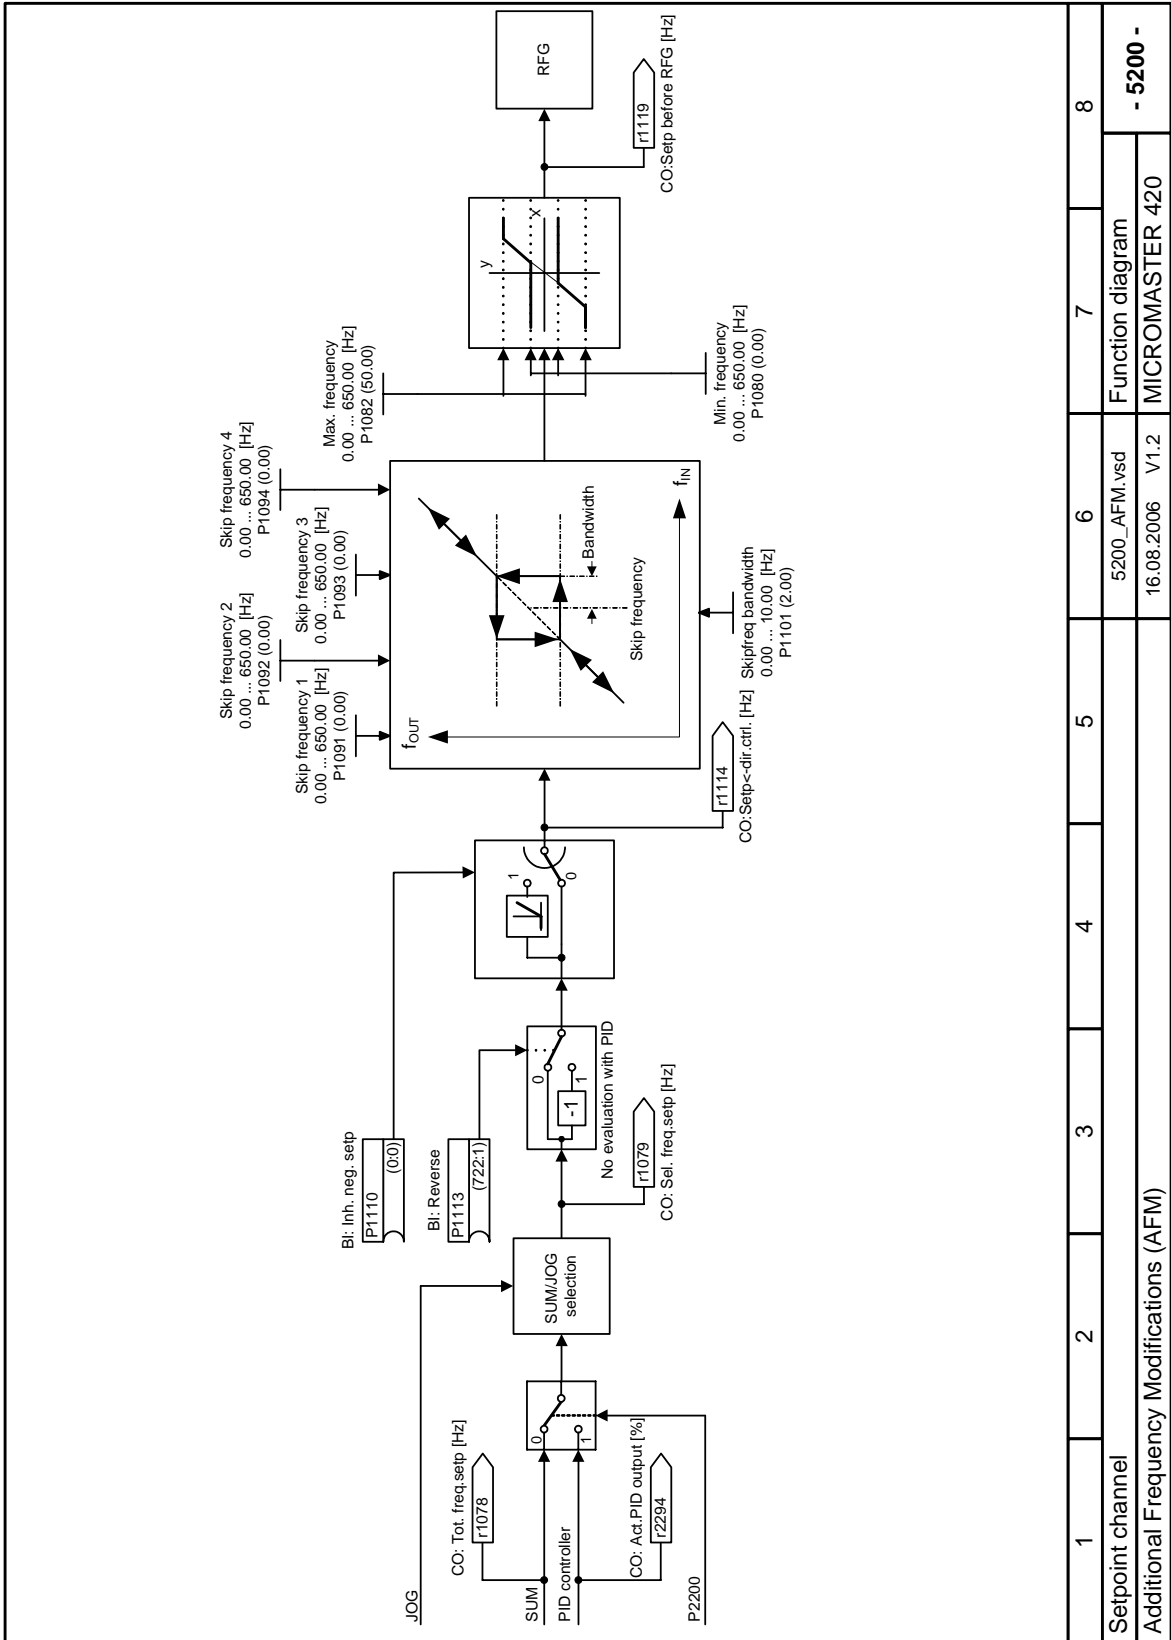 JOG
SUM
PID controller
P2200
CO: Tot. freq.setp [Hz]
r1078
CO: Act.PID output [%]
r2294
0
1
SUM/JOG
selection
BI: Inh. neg. setp
P1110
(0:0)
BI: Reverse
P1113
(722:1)
CO: Sel. freq.setp [Hz]
r1079
0
1
-1
No evaluation with PID
1
0
r1114
CO:Setp<-dir.ctrl. [Hz]
Skip frequency 1
0.00 ... 650.00 [Hz]
P1091 (0.00)
Skip frequency 2
0.00 ... 650.00 [Hz]
P1092 (0.00)
Skip frequency 3
0.00 ... 650.00 [Hz]
P1093 (0.00)
Skip frequency 4
0.00 ... 650.00 [Hz]
P1094 (0.00)
fOUT
fIN
Bandwidth
Skip frequency
Skipfreq bandwidth
0.00 ... 10.00 [Hz]
P1101 (2.00)
Max. frequency
0.00 ... 650.00 [Hz]
P1082 (50.00)
Min. frequency
0.00 ... 650.00 [Hz]
P1080 (0.00)
y
x
r1119
CO:Setp before RFG [Hz]
RFG
1 2 3 4 5 6 7 8
Setpoint channel
5200_AFM.vsd
Function diagram
- 5200 -
Additional Frequency Modifications (AFM)
16.08.2006 V1.2
MICROMASTER 420